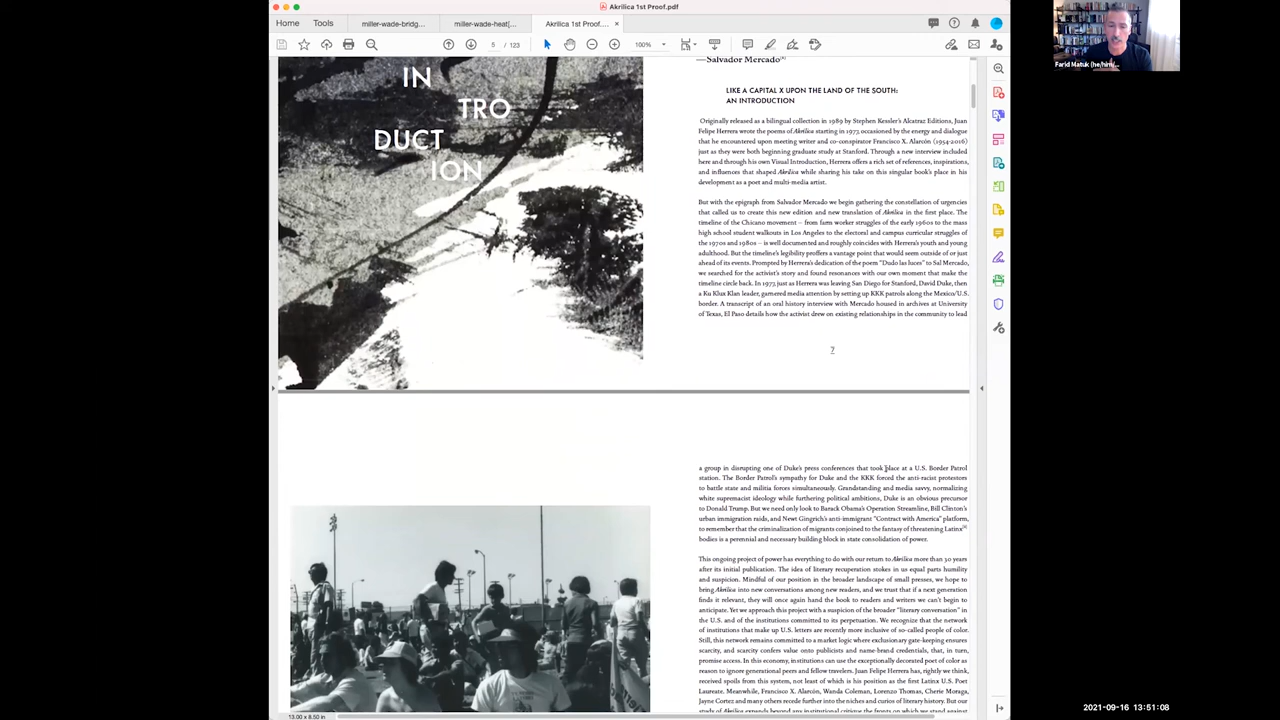 Akrilica 1st Proof.pdf
Home
Tools
miller-wade-bridg...
miller-wade-heat[...
Akrilica 1st Proof....
5 / 123
100%
Farid Matuk (he/him/...
IN
TRO
DUCT
ION
—Salvador Mercado
LIKE A CAPITAL X UPON THE LAND OF THE SOUTH:
AN INTRODUCTION
Originally released as a bilingual collection in 1989 by Stephen Kessler's Alcatraz Editions, Juan
Felipe Herrera wrote the poems of Akrilica starting in 1977, occasioned by the energy and dialogue
that he encountered upon meeting writer and co-conspirator Francisco X. Alarcón (1954-2016)
just as they were both beginning graduate study at Stanford. Through a new interview included
here and through his own Visual Introduction, Herrera offers a rich set of references, inspirations,
and influences that shaped Akrilica while sharing his take on this singular book's place in his
development as a poet and multi-media artist.
But with the epigraph from Salvador Mercado we begin gathering the constellation of urgencies
that called us to create this new edition and new translation of Akrilica in the first place. The
timeline of the Chicano movement – from farm worker struggles of the early 1960s to the mass
high school student walkouts in Los Angeles to the electoral and campus curricular struggles of
the 1970s and 1980s – is well documented and roughly coincides with Herrera's youth and young
adulthood. But the timeline's legibility proffers a vantage point that would seem outside of or just
ahead of its events. Prompted by Herrera's dedication of the poem "Dudo las luces" to Sal Mercado,
we searched for the activist's story and found resonances with our own moment that make the
timeline circle back. In 1977, just as Herrera was leaving San Diego for Stanford, David Duke, then
a Ku Klux Klan leader, garnered media attention by setting up KKK patrols along the Mexico/U.S.
border. A transcript of an oral history interview with Mercado housed in archives at University
of Texas, El Paso details how the activist drew on existing relationships in the community to lead
7
a group in disrupting one of Duke's press conferences that took place at a U.S. Border Patrol
station. The Border Patrol's sympathy for Duke and the KKK forced the anti-racist protestors
to battle state and militia forces simultaneously. Grandstanding and media savvy, normalizing
white supremacist ideology while furthering political ambitions, Duke is an obvious precursor
to Donald Trump. But we need only look to Barack Obama's Operation Streamline, Bill Clinton's
urban immigration raids, and Newt Gingrich's anti-immigrant "Contract with America" platform,
to remember that the criminalization of migrants conjoined to the fantasy of threatening Latinx
bodies is a perennial and necessary building block in state consolidation of power.
This ongoing project of power has everything to do with our return to Akrilica more than 30 years
after its initial publication. The idea of literary recuperation stokes in us equal parts humility
and suspicion. Mindful of our position in the broader landscape of small presses, we hope to
bring Akrilica into new conversations among new readers, and we trust that if a next generation
finds it relevant, they will once again hand the book to readers and writers we can't begin to
anticipate. Yet we approach this project with a suspicion of the broader "literary conversation" in
the U.S. and of the institutions committed to its perpetuation. We recognize that the network
of institutions that make up U.S. letters are recently more inclusive of so-called people of color.
Still, this network remains committed to a market logic where exclusionary gate-keeping ensures
scarcity, and scarcity confers value onto publicists and name-brand credentials, that, in turn,
promise access. In this economy, institutions can use the exceptionally decorated poet of color as
reason to ignore generational peers and fellow travelers. Juan Felipe Herrera has, rightly we think,
received spoils from this system, not least of which is his position as the first Latinx U.S. Poet
Laureate. Meanwhile, Francisco X. Alarcón, Wanda Coleman, Lorenzo Thomas, Cherie Moraga,
Jayne Cortez and many others recede further into the niches and curios of literary history. But our
study of Akrilica expands beyond any institutional critique the fronts on which we stand against
13.00 x 8.50 in
2021-09-16 13:51:08